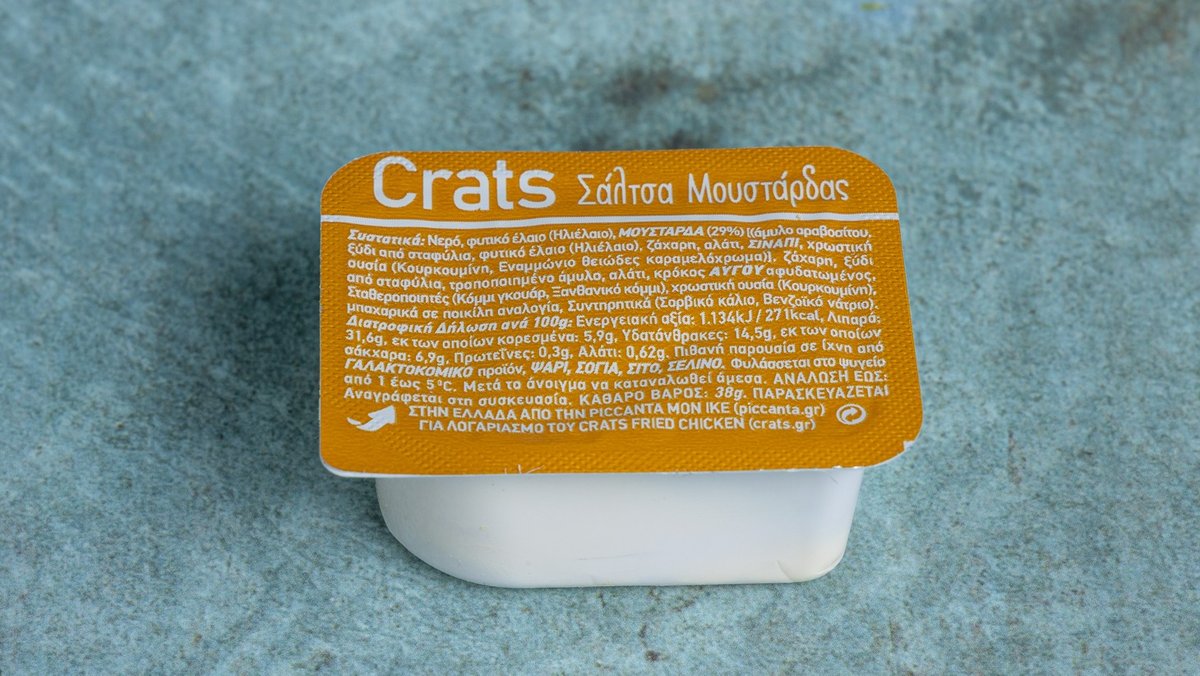 Crats Σάλτσα Μουστάρδας
Συστατικά: Νερό, φυτικό έλαιο (Ηλιέλαιο), ΜΟΥΣΤΑΡΔΑ (29%) [(άμυλο αραβοσίτου,
ξύδι από σταφύλια, φυτικό έλαιο (Ηλιέλαιο), ζάχαρη, αλάτι, ΣΙΝΑΠΙ, χρωστική
ουσία (Κουρκουμίνη, Εναμμώνιο θειώδες καραμελόχρωμα)], ζάχαρη, ξύδι
από σταφύλια, τροποποιημένο άμυλο, αλάτι, κρόκος ΑΥΓΟΥ αφυδατωμένος,
Σταθεροποιητές (Κόμμι γκουάρ, Ξανθανικό κόμμι), χρωστική ουσία (Κουρκουμίνη),
μπαχαρικά σε ποικίλη αναλογία, Συντηρητικά (Σορβικό κάλιο, Βενζοϊκό νάτριο).
Διατροφική Δήλωση ανά 100g: Ενεργειακή αξία: 1.134kJ / 271kcal, Λιπαρά:
31,6g, εκ των οποίων κορεσμένα: 5,9g, Υδατάνθρακες: 14,5g, εκ των οποίων
σάκχαρα: 6,9g, Πρωτεΐνες: 0,3g, Αλάτι: 0,62g. Πιθανή παρουσία σε ίχνη από
ΓΑΛΑΚΤΟΚΟΜΙΚΟ προϊόν, ΨΑΡΙ, ΣΟΓΙΑ, ΣΙΤΟ, ΣΕΛΙΝΟ. Φυλάασεται στο ψυγείο
από 1 έως 5°C. Μετά το άνοιγμα να καταναλωθεί άμεσα. ΑΝΑΛΩΣΗ ΕΩΣ:
Αναγράφεται στη συσκευασία. ΚΑΘΑΡΟ ΒΑΡΟΣ: 38g. ΠΑΡΑΣΚΕΥΑΖΕΤΑΙ
ΣΤΗΝ ΕΛΛΑΔΑ ΑΠΟ ΤΗΝ PICCANTA ΜΟΝ ΙΚΕ (piccanta.gr)
ΓΙΑ ΛΟΓΑΡΙΑΣΜΟ ΤΟΥ CRATS FRIED CHICKEN (crats.gr)